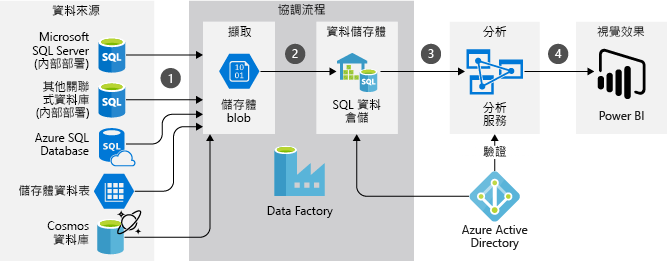 資料來源
Microsoft
SQL Server
(內部部署)
SQL
其他關聯
式資料庫
(內部部署)
SQL
Azure SQL
Database
SQL
儲存體資料表
Cosmos
資料庫
1
協調流程
擷取
10
01
儲存體
blob
2
資料儲存體
SQL
SQL 資料
倉儲
Data Factory
3
分析
分析
服務
驗證
Azure Active
Directory
4
視覺效果
Power BI